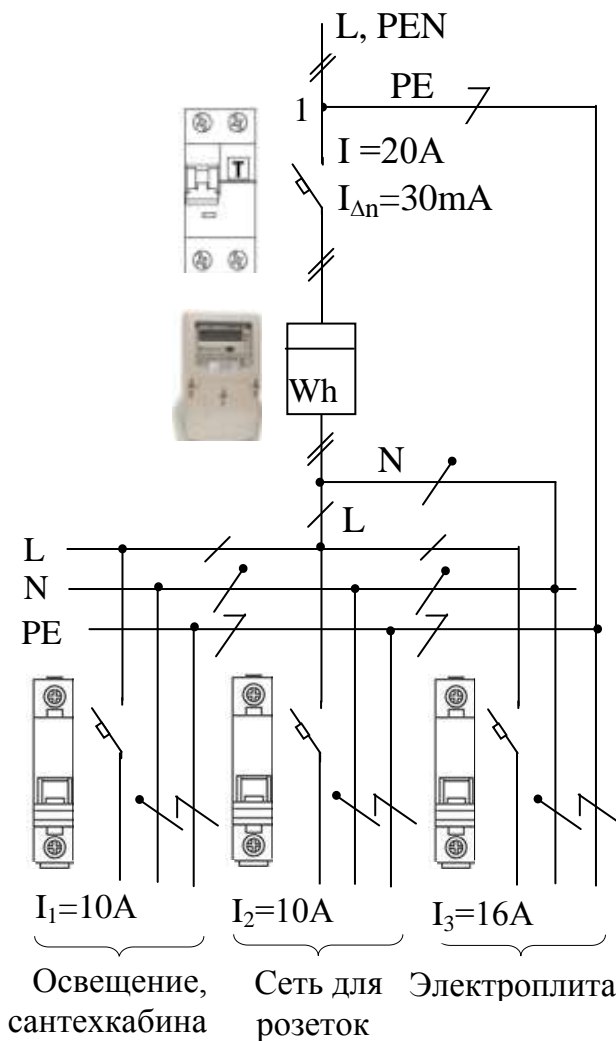 L, PEN
PE
1
I =20A
T
IΔn=30mA
Wh
N
L
L
N
PE
I1=10A
I2=10A
I3=16A
Освещение,
сантехкабина
Сеть для
розеток
Электроплита